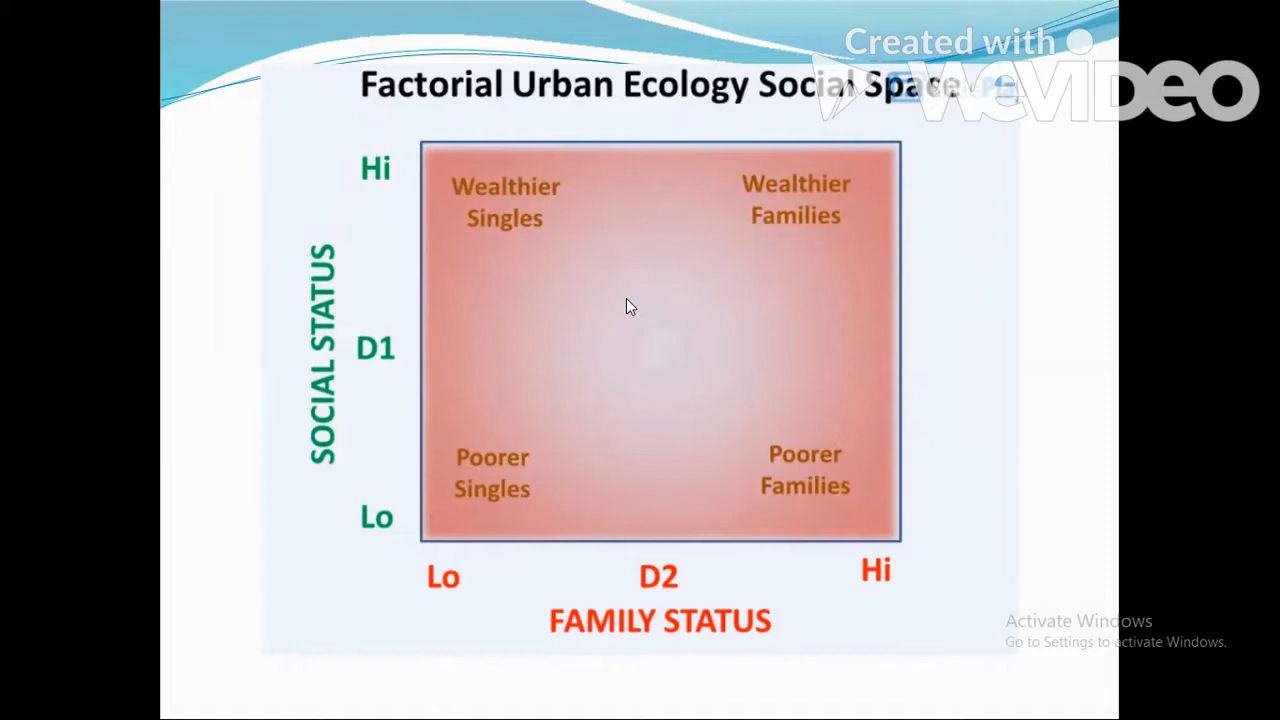 Created with
WeVideo
Factorial Urban Ecology Social Space
Hi
Wealthier
Singles
Wealthier
Families
SOCIAL STATUS
D1
Poorer
Singles
Poorer
Families
Lo
Lo
D2
Hi
FAMILY STATUS
Activate Windows
Go to Settings to activate Windows.